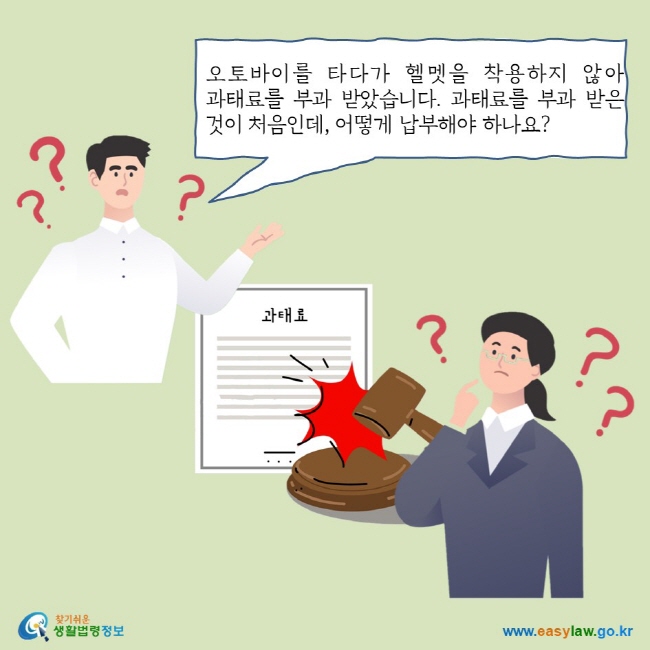 오토바이를 타다가 헬멧을 착용하지 않아
과태료를 부과 받았습니다. 과태료를 부과 받은
것이 처음인데, 어떻게 납부해야 하나요?
과태료
찾기쉬운
생활법령정보
www.easylaw.go.kr